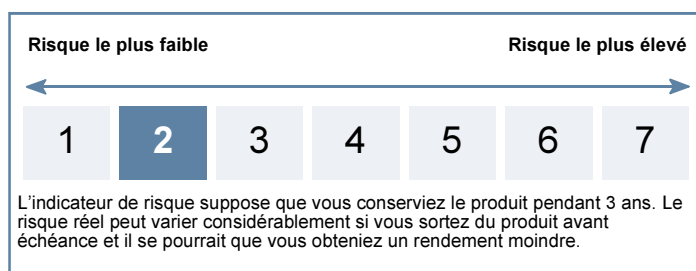 Risque le plus faible Risque le plus élevé
1 2 3 4 5 6 7
L'indicateur de risque suppose que vous conserviez le produit pendant 3 ans. Le
risque réel peut varier considérablement si vous sortez du produit avant
échéance et il se pourrait que vous obteniez un rendement moindre.